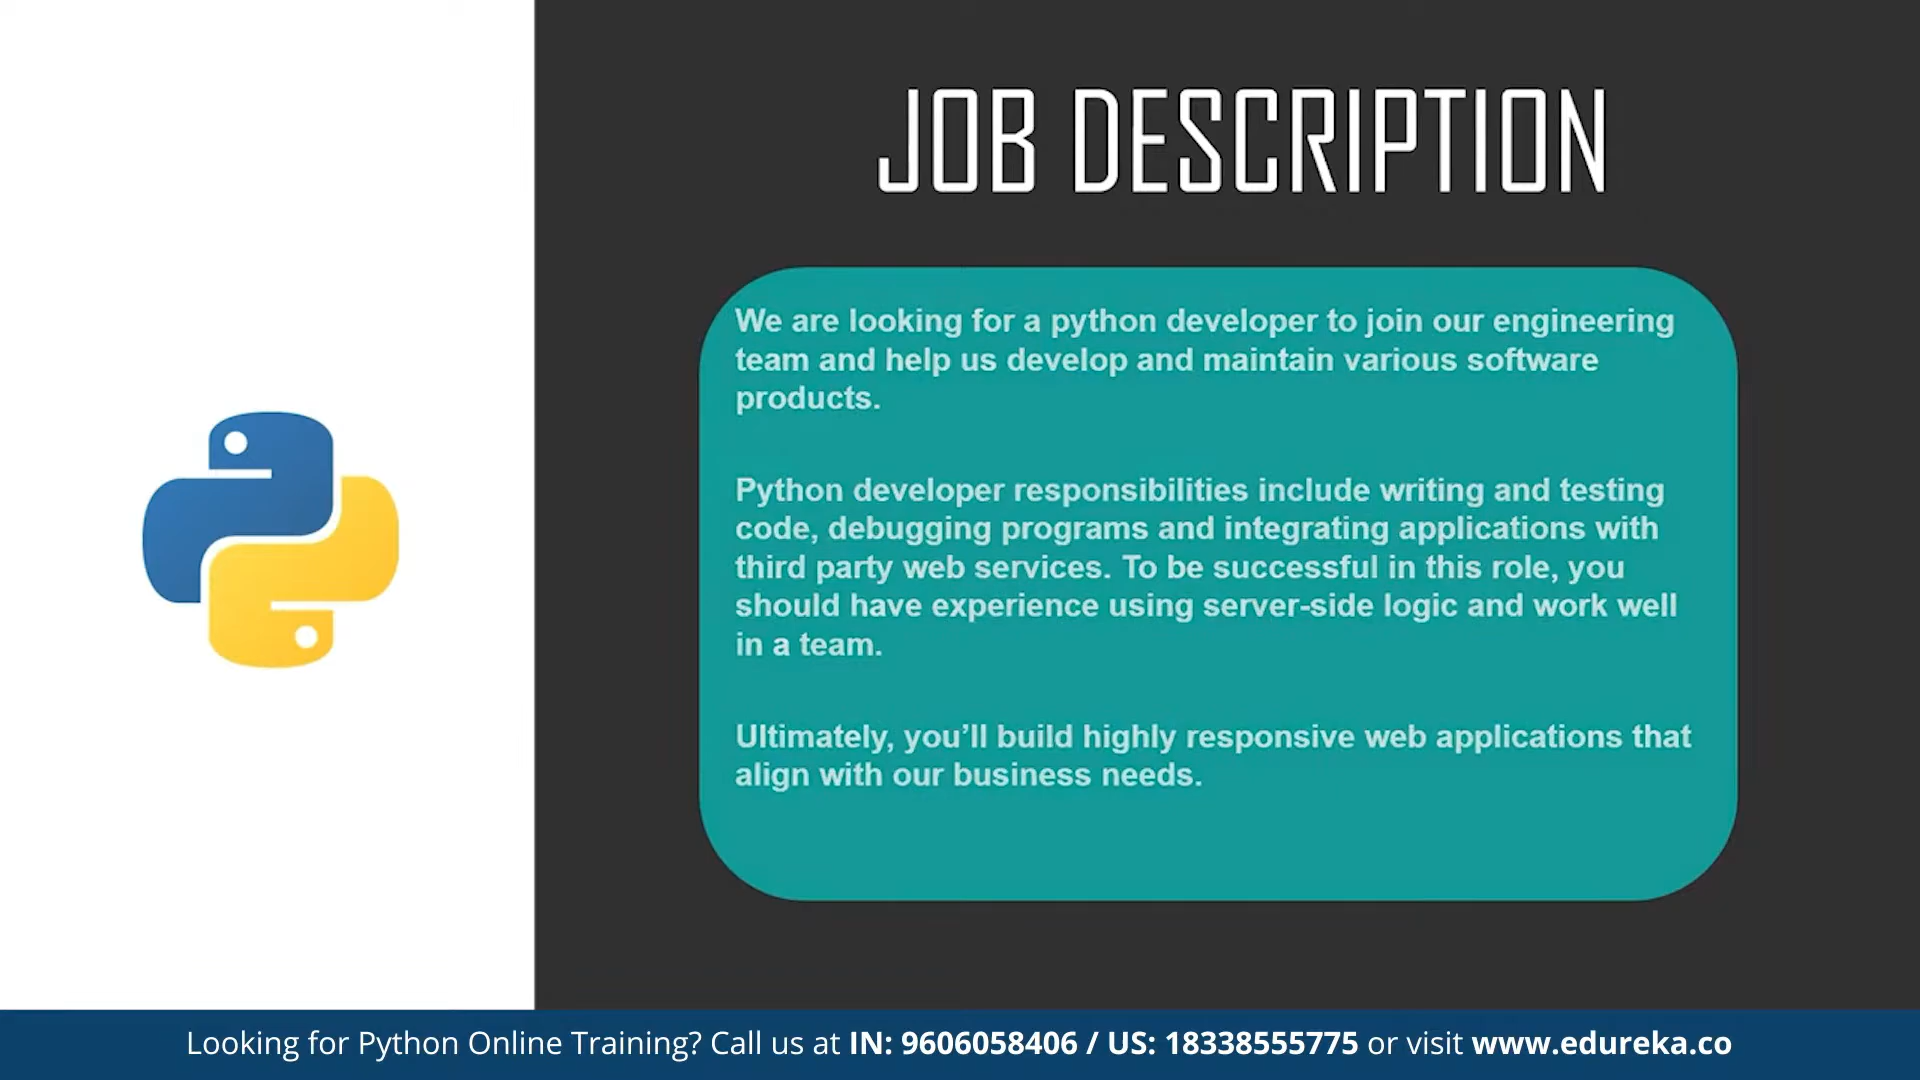 JOB DESCRIPTION
We are looking for a python developer to join our engineering
team and help us develop and maintain various software
products.
Python developer responsibilities include writing and testing
code, debugging programs and integrating applications with
third party web services. To be successful in this role, you
should have experience using server-side logic and work well
in a team.
Ultimately, you’ll build highly responsive web applications that
align with our business needs.
Looking for Python Online Training? Call us at IN: 9606058406 / US: 18338555775 or visit www.edureka.co